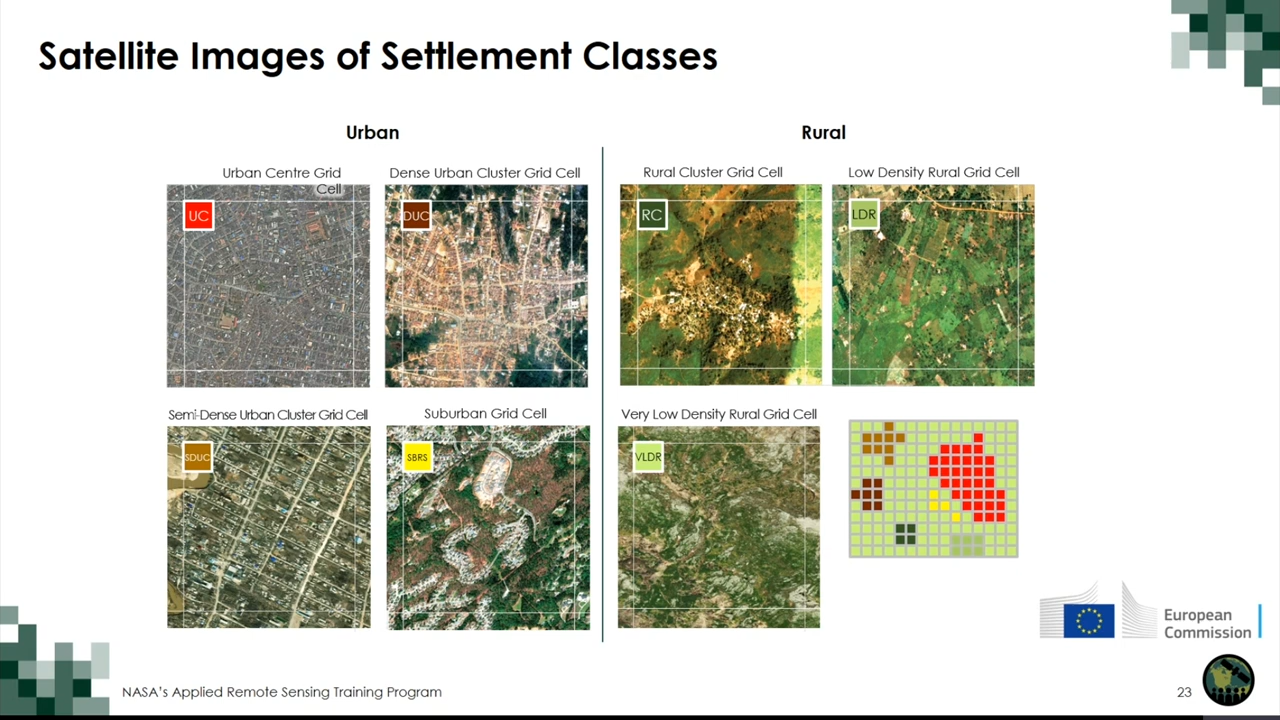 Satellite Images of Settlement Classes
Urban
Rural
Urban Centre Grid
Cell
Dense Urban Cluster Grid Cell
Rural Cluster Grid Cell
Low Density Rural Grid Cell
UC
DUC
RC
LDR
Semi-Dense Urban Cluster Grid Cell
Suburban Grid Cell
Very Low Density Rural Grid Cell
SDUC
SBRS
VLDR
European
Commission
NASA's Applied Remote Sensing Training Program
23